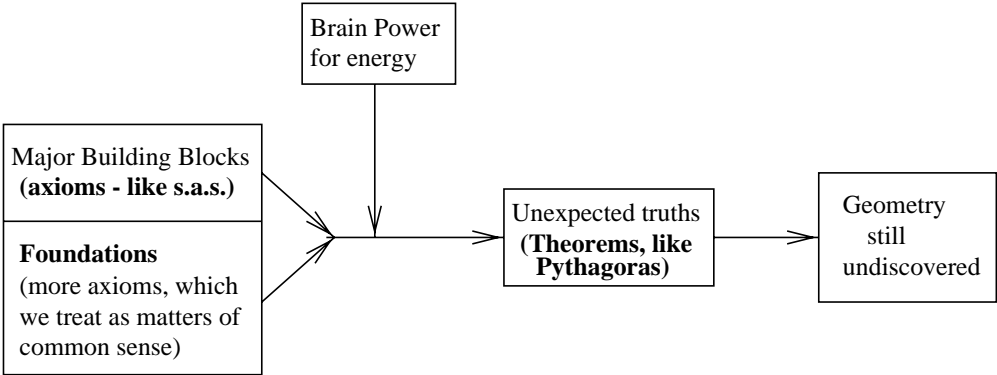 Brain Power
for energy
Major Building Blocks
(axioms - like s.a.s.)
Foundations
(more axioms, which
we treat as matters of
common sense)
Unexpected truths
(Theorems, like
Pythagoras)
Geometry
still
undiscovered